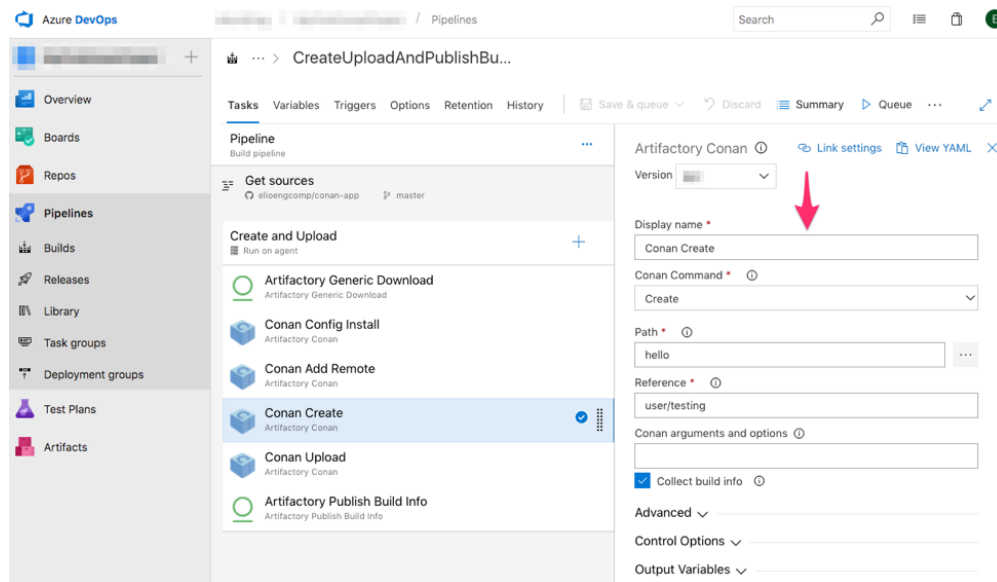 Azure DevOps
/
/ Pipelines
Search
E
... > CreateUploadAndPublishBu...
Tasks Variables Triggers Options Retention History Save & queue Discard Summary Queue ...
Pipeline
Build pipeline
...
Get sources
elioengcomp/conan-app master
Create and Upload
Run on agent
Artifactory Generic Download
Artifactory Generic Download
Conan Config Install
Artifactory Conan
Conan Add Remote
Artifactory Conan
Conan Create
Artifactory Conan
Conan Upload
Artifactory Conan
Artifactory Publish Build Info
Artifactory Publish Build Info
Overview
Boards
Repos
Pipelines
Builds
Releases
Library
Task groups
Deployment groups
Test Plans
Artifacts
Artifactory Conan Link settings View YAML
Version
Display name *
Conan Create
Conan Command *
Create
Path *
hello
...
Reference *
user/testing
Conan arguments and options
Collect build info
Advanced
Control Options
Output Variables